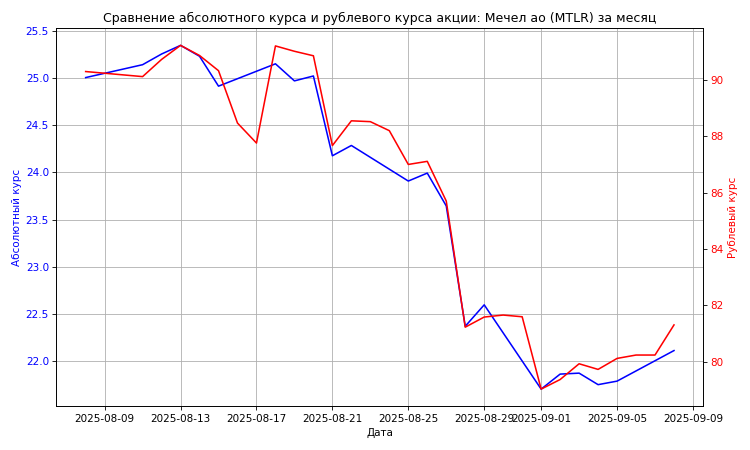 Сравнение абсолютного курса и рублевого курса акции: Мечел ао (MTLR) за месяц
25.5
25.0
24.5
24.0
23.5
23.0
22.5
22.0
Абсолютный курс
90
88
86
84
82
80
Рублевый курс
2025-08-09 2025-08-13 2025-08-17 2025-08-21 2025-08-25 2025-08-29 2025-09-01 2025-09-05 2025-09-09
Дата